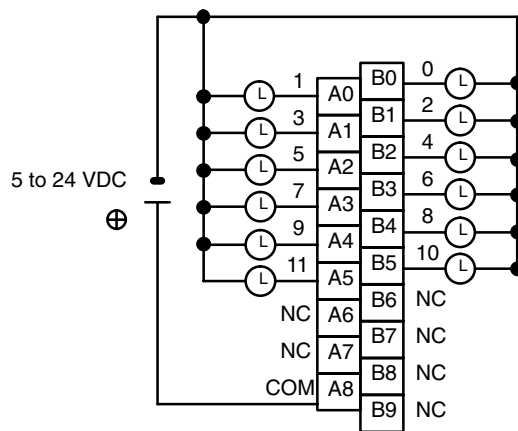 1 L A0 B0 0 L
3 L A1 B1 2 L
5 L A2 B2 4 L
5 to 24 VDC
7 L A3 B3 6 L
9 L A4 B4 8 L
11 L A5 B5 10 L
NC A6 B6 NC
NC A7 B7 NC
COM A8 B8 NC
B9 NC